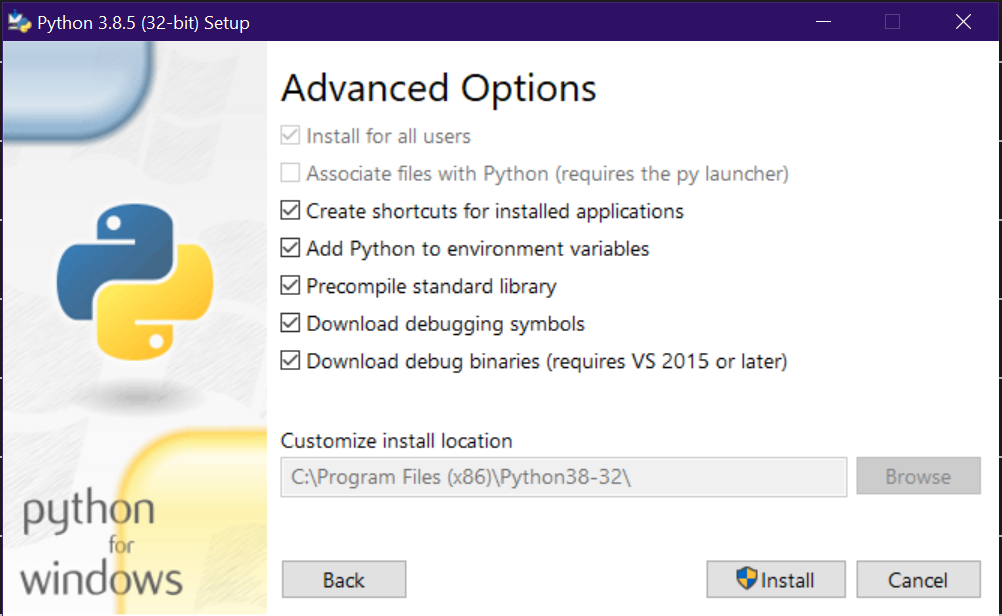 Python 3.8.5 (32-bit) Setup
Advanced Options
Install for all users
Associate files with Python (requires the py launcher)
Create shortcuts for installed applications
Add Python to environment variables
Precompile standard library
Download debugging symbols
Download debug binaries (requires VS 2015 or later)
Customize install location
C:\Program Files (x86)\Python38-32\
Browse
python
for
windows
Back
Install
Cancel